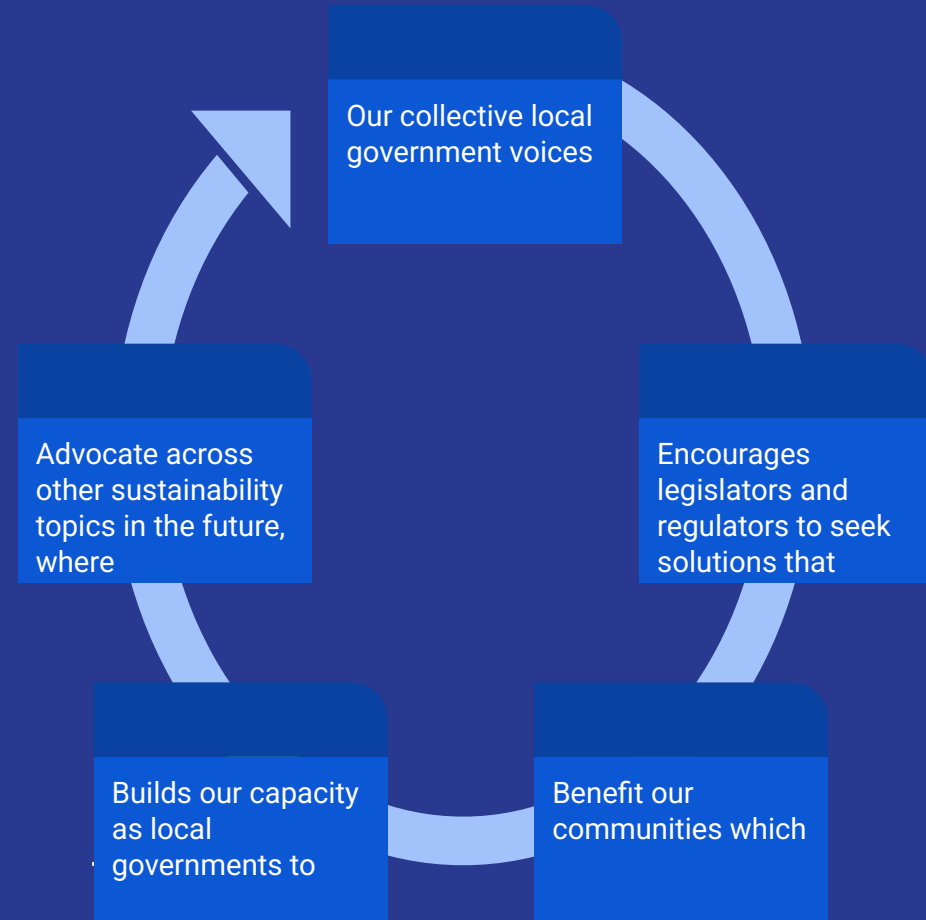 Our collective local
government voices
Encourages
legislators and
regulators to seek
solutions that
Benefit our
communities which
Builds our capacity
as local
governments to
Advocate across
other sustainability
topics in the future,
where